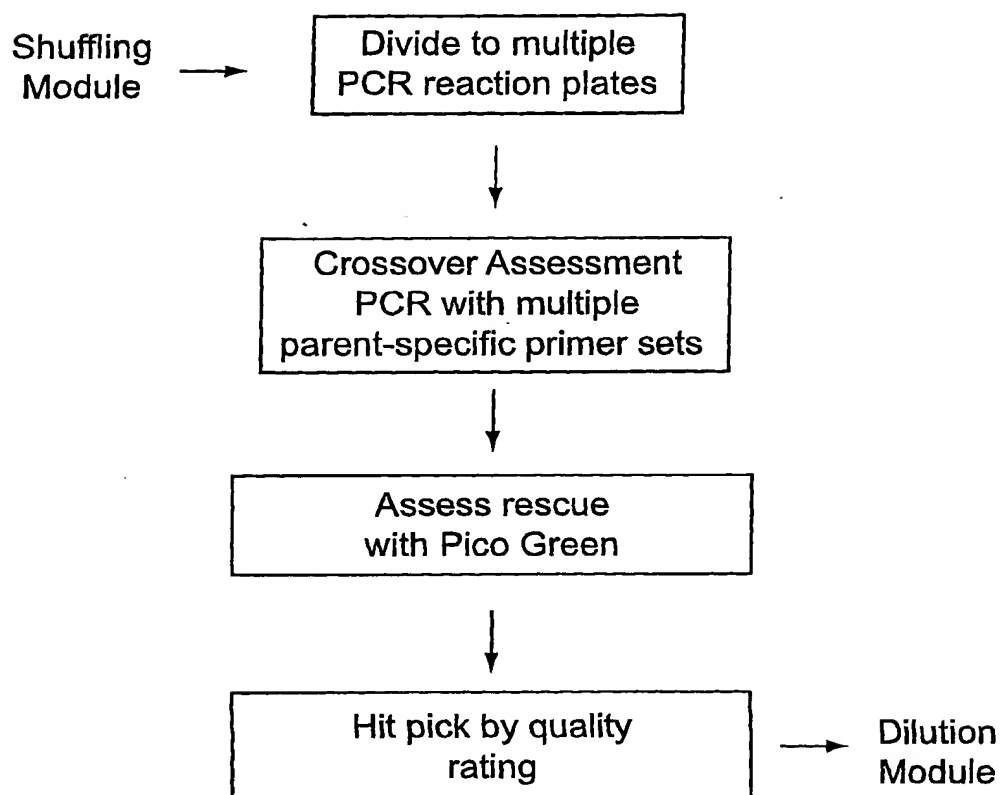 Shuffling
Module
Divide to multiple
PCR reaction plates
Crossover Assessment
PCR with multiple
parent-specific primer sets
Assess rescue
with Pico Green
Hit pick by quality
rating
Dilution
Module